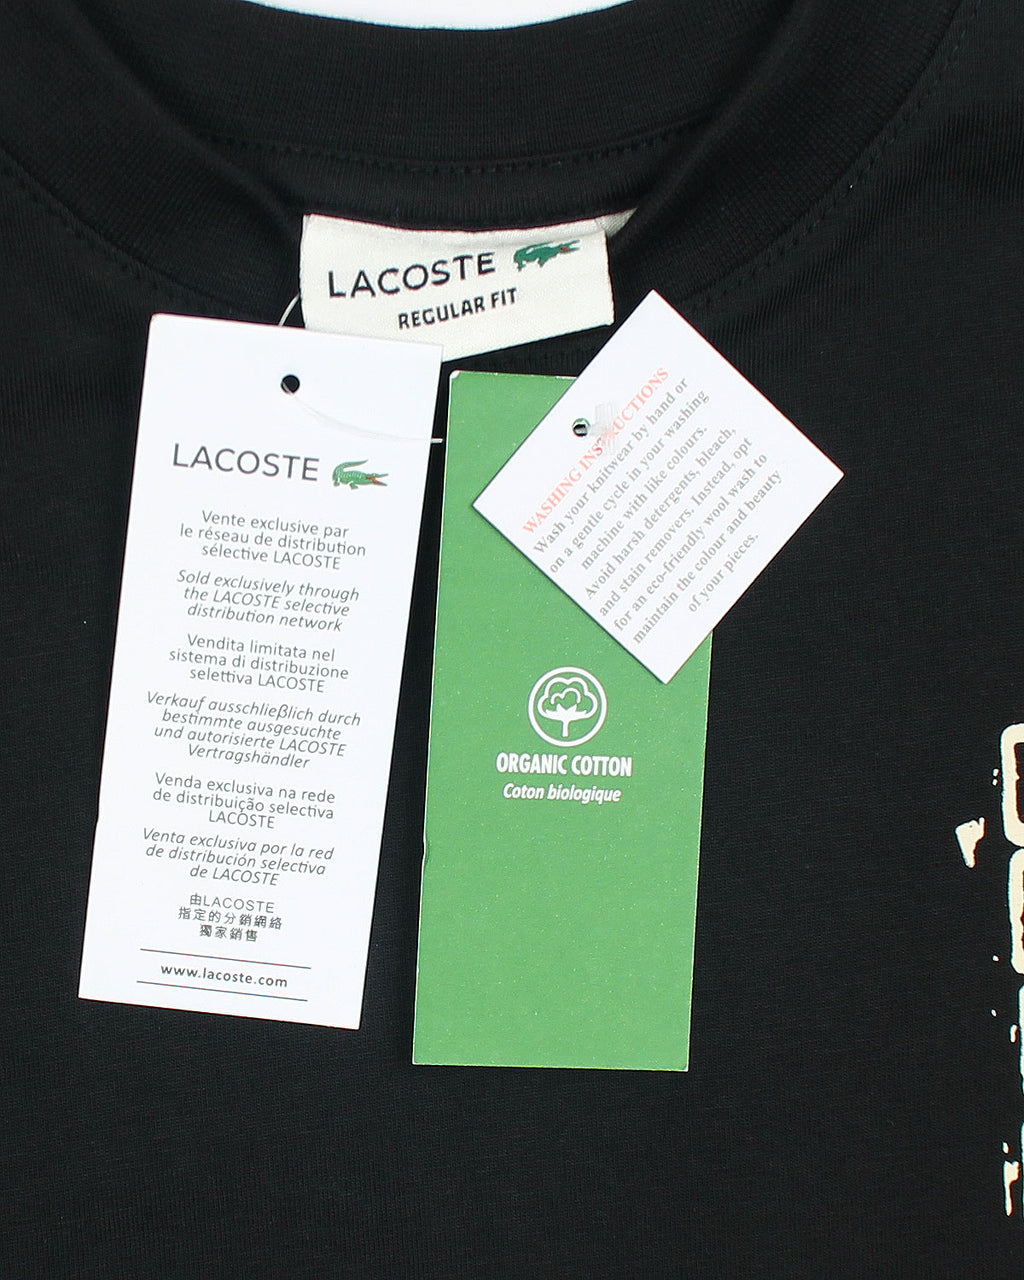 LACOSTE
REGULAR FIT
LACOSTE
Vente exclusive par
le réseau de distribution
sélective LACOSTE
Sold exclusively through
the LACOSTE selective
distribution network
Vendita limitata nel
sistema di distribuzione
selettiva LACOSTE
Verkauf ausschließlich durch
bestimmte ausgesuchte
und autorisierte LACOSTE
Vertragshändler
Venda exclusiva na rede
de distribuição selectiva
LACOSTE
Venta exclusiva por la red
de distribución selectiva
de LACOSTE
由LACOSTE
指定的分銷網絡
獨家銷售
www.lacoste.com
WASHING INSTRUCTIONS
Wash your knitwear by hand or
on a gentle cycle in your washing
machine with like colours.
Avoid harsh detergents, bleach,
and stain removers. Instead, opt
for an eco-friendly wool wash to
maintain the colour and beauty
of your pieces.
ORGANIC COTTON
Coton biologique